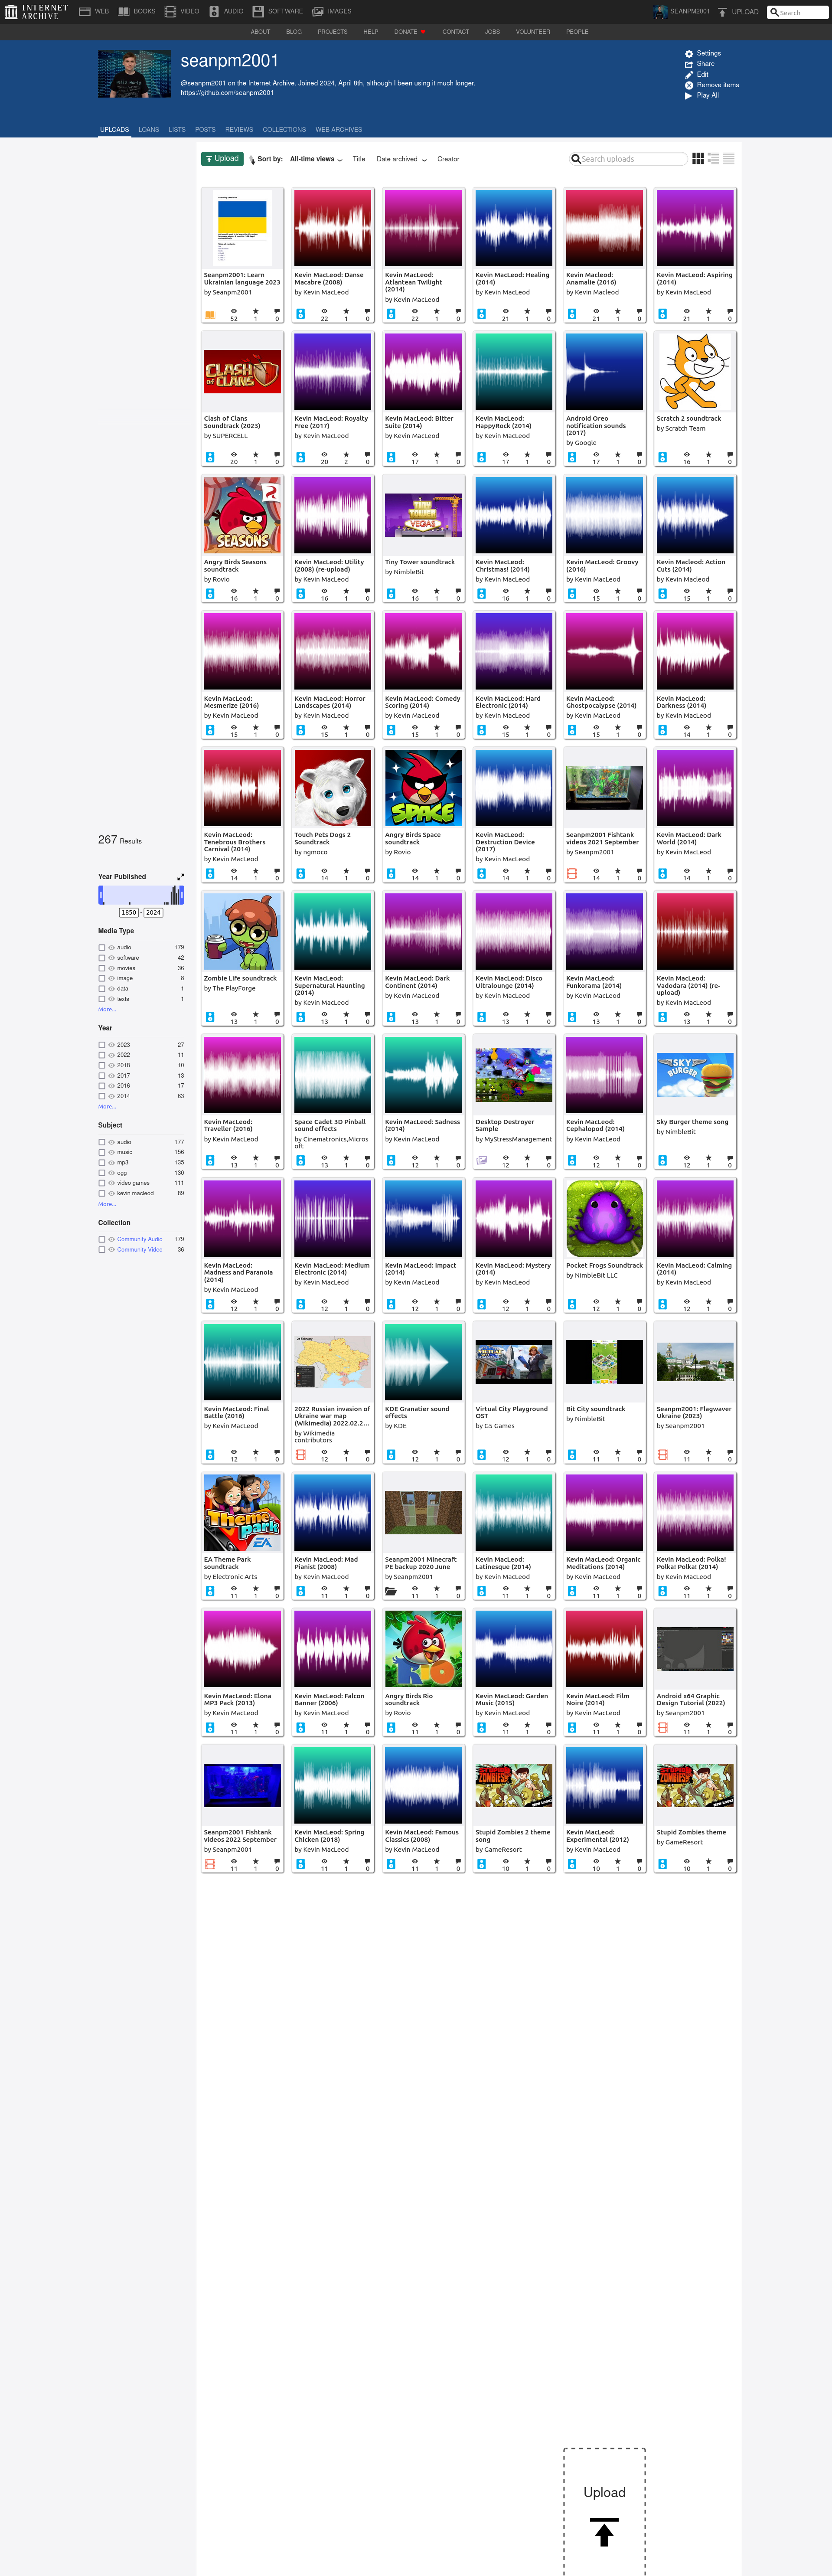 INTERNET ARCHIVE
WEB BOOKS VIDEO AUDIO SOFTWARE IMAGES SEANPM2001 UPLOAD Search
ABOUT BLOG PROJECTS HELP DONATE CONTACT JOBS VOLUNTEER PEOPLE
seanpm2001
@seanpm2001 on the Internet Archive. Joined 2024, April 8th, although I been using it much longer.
https://github.com/seanpm2001
Settings
Share
Edit
Remove items
Play All
UPLOADS LOANS LISTS POSTS REVIEWS COLLECTIONS WEB ARCHIVES
Upload Sort by: All-time views Title Date archived Creator Search uploads
267 Results
Year Published
1850 - 2024
Media Type
audio 179
software 42
movies 36
image 8
data 1
texts 1
More...
Year
2023 27
2022 11
2018 10
2017 13
2016 17
2014 63
More...
Subject
audio 177
music 156
mp3 135
ogg 130
video games 111
kevin macleod 89
More...
Collection
Community Audio 179
Community Video 36
Seanpm2001: Learn Ukrainian language 2023
by Seanpm2001
52 1 0
Kevin MacLeod: Danse Macabre (2008)
by Kevin MacLeod
22 1 0
Kevin MacLeod: Atlantean Twilight (2014)
by Kevin MacLeod
22 1 0
Kevin MacLeod: Healing (2014)
by Kevin MacLeod
21 1 0
Kevin Macleod: Anamalie (2016)
by Kevin Macleod
21 1 0
Kevin MacLeod: Aspiring (2014)
by Kevin MacLeod
21 1 0
CLASH OF CLANS
Clash of Clans Soundtrack (2023)
by SUPERCELL
20 1 0
Kevin MacLeod: Royalty Free (2017)
by Kevin MacLeod
20 2 0
Kevin MacLeod: Bitter Suite (2014)
by Kevin MacLeod
17 1 0
Kevin MacLeod: HappyRock (2014)
by Kevin MacLeod
17 1 0
Android Oreo notification sounds (2017)
by Google
17 1 0
Scratch 2 soundtrack
by Scratch Team
16 1 0
SEASONS
Angry Birds Seasons soundtrack
by Rovio
16 1 0
Kevin MacLeod: Utility (2008) (re-upload)
by Kevin MacLeod
16 1 0
TINY TOWER VEGAS
Tiny Tower soundtrack
by NimbleBit
16 1 0
Kevin MacLeod: Christmas! (2014)
by Kevin MacLeod
16 1 0
Kevin MacLeod: Groovy (2016)
by Kevin MacLeod
15 1 0
Kevin Macleod: Action Cuts (2014)
by Kevin Macleod
15 1 0
Kevin MacLeod: Mesmerize (2016)
by Kevin MacLeod
15 1 0
Kevin MacLeod: Horror Landscapes (2014)
by Kevin MacLeod
15 1 0
Kevin MacLeod: Comedy Scoring (2014)
by Kevin MacLeod
15 1 0
Kevin MacLeod: Hard Electronic (2014)
by Kevin MacLeod
15 1 0
Kevin MacLeod: Ghostpocalypse (2014)
by Kevin MacLeod
15 1 0
Kevin MacLeod: Darkness (2014)
by Kevin MacLeod
14 1 0
Kevin MacLeod: Tenebrous Brothers Carnival (2014)
by Kevin MacLeod
14 1 0
Touch Pets Dogs 2 Soundtrack
by ngmoco
14 1 0
SPACE
Angry Birds Space soundtrack
by Rovio
14 1 0
Kevin MacLeod: Destruction Device (2017)
by Kevin MacLeod
14 1 0
Seanpm2001 Fishtank videos 2021 September
by Seanpm2001
14 1 0
Kevin MacLeod: Dark World (2014)
by Kevin MacLeod
14 1 0
Zombie Life soundtrack
by The PlayForge
13 1 0
Kevin MacLeod: Supernatural Haunting (2014)
by Kevin MacLeod
13 1 0
Kevin MacLeod: Dark Continent (2014)
by Kevin MacLeod
13 1 0
Kevin MacLeod: Disco Ultralounge (2014)
by Kevin MacLeod
13 1 0
Kevin MacLeod: Funkorama (2014)
by Kevin MacLeod
13 1 0
Kevin MacLeod: Vadodara (2014) (re-upload)
by Kevin MacLeod
13 1 0
Kevin MacLeod: Traveller (2016)
by Kevin MacLeod
13 1 0
Space Cadet 3D Pinball sound effects
by Cinematronics,Microsoft
13 1 0
Kevin MacLeod: Sadness (2014)
by Kevin MacLeod
12 1 0
Desktop Destroyer Sample
by MyStressManagement
12 1 0
Kevin MacLeod: Cephalopod (2014)
by Kevin MacLeod
12 1 0
SKY BURGER
Sky Burger theme song
by NimbleBit
12 1 0
Kevin MacLeod: Madness and Paranoia (2014)
by Kevin MacLeod
12 1 0
Kevin MacLeod: Medium Electronic (2014)
by Kevin MacLeod
12 1 0
Kevin MacLeod: Impact (2014)
by Kevin MacLeod
12 1 0
Kevin MacLeod: Mystery (2014)
by Kevin MacLeod
12 1 0
Pocket Frogs Soundtrack
by NimbleBit LLC
12 1 0
Kevin MacLeod: Calming (2014)
by Kevin MacLeod
12 1 0
Kevin MacLeod: Final Battle (2016)
by Kevin MacLeod
12 1 0
2022 Russian invasion of Ukraine war map (Wikimedia) 2022.02.2...
by Wikimedia contributors
12 1 0
KDE Granatier sound effects
by KDE
12 1 0
Virtual City Playground OST
by G5 Games
12 1 0
Bit City soundtrack
by NimbleBit
11 1 0
Seanpm2001: Flagwaver Ukraine (2023)
by Seanpm2001
11 1 0
Theme Park EA
EA Theme Park soundtrack
by Electronic Arts
11 1 0
Kevin MacLeod: Mad Pianist (2008)
by Kevin MacLeod
11 1 0
Seanpm2001 Minecraft PE backup 2020 June
by Seanpm2001
11 1 0
Kevin MacLeod: Latinesque (2014)
by Kevin MacLeod
11 1 0
Kevin MacLeod: Organic Meditations (2014)
by Kevin MacLeod
11 1 0
Kevin MacLeod: Polka! Polka! Polka! (2014)
by Kevin MacLeod
11 1 0
Kevin MacLeod: Elona MP3 Pack (2013)
by Kevin MacLeod
11 1 0
Kevin MacLeod: Falcon Banner (2006)
by Kevin MacLeod
11 1 0
RIO
Angry Birds Rio soundtrack
by Rovio
11 1 0
Kevin MacLeod: Garden Music (2015)
by Kevin MacLeod
11 1 0
Kevin MacLeod: Film Noire (2014)
by Kevin MacLeod
11 1 0
Android x64 Graphic Design Tutorial (2022)
by Seanpm2001
11 1 0
Seanpm2001 Fishtank videos 2022 September
by Seanpm2001
11 1 0
Kevin MacLeod: Spring Chicken (2018)
by Kevin MacLeod
11 1 0
Kevin MacLeod: Famous Classics (2008)
by Kevin MacLeod
11 1 0
Stupid Zombies 2 theme song
by GameResort
10 1 0
Kevin MacLeod: Experimental (2012)
by Kevin MacLeod
10 1 0
Stupid Zombies theme
by GameResort
10 1 0
Upload